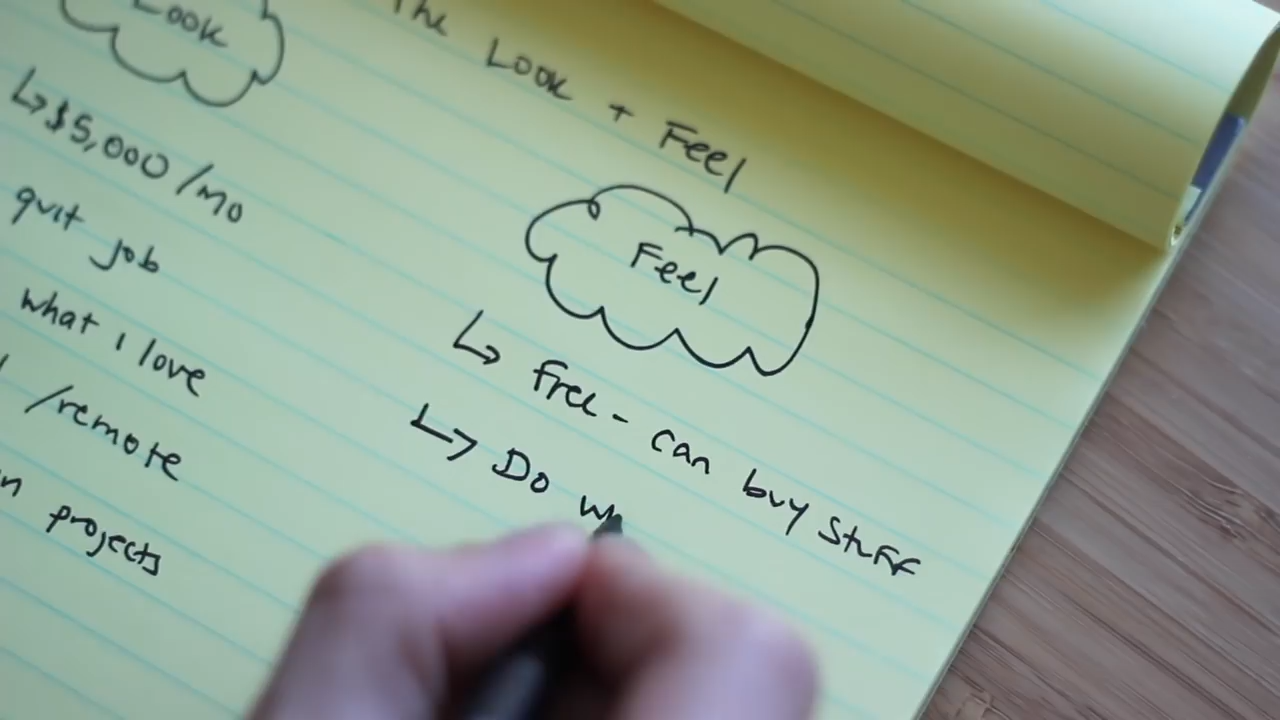 The Look + Feel
Look
$5,000/mo
quit job
what I love
/remote
projects
Feel
free - can buy stuff
Do